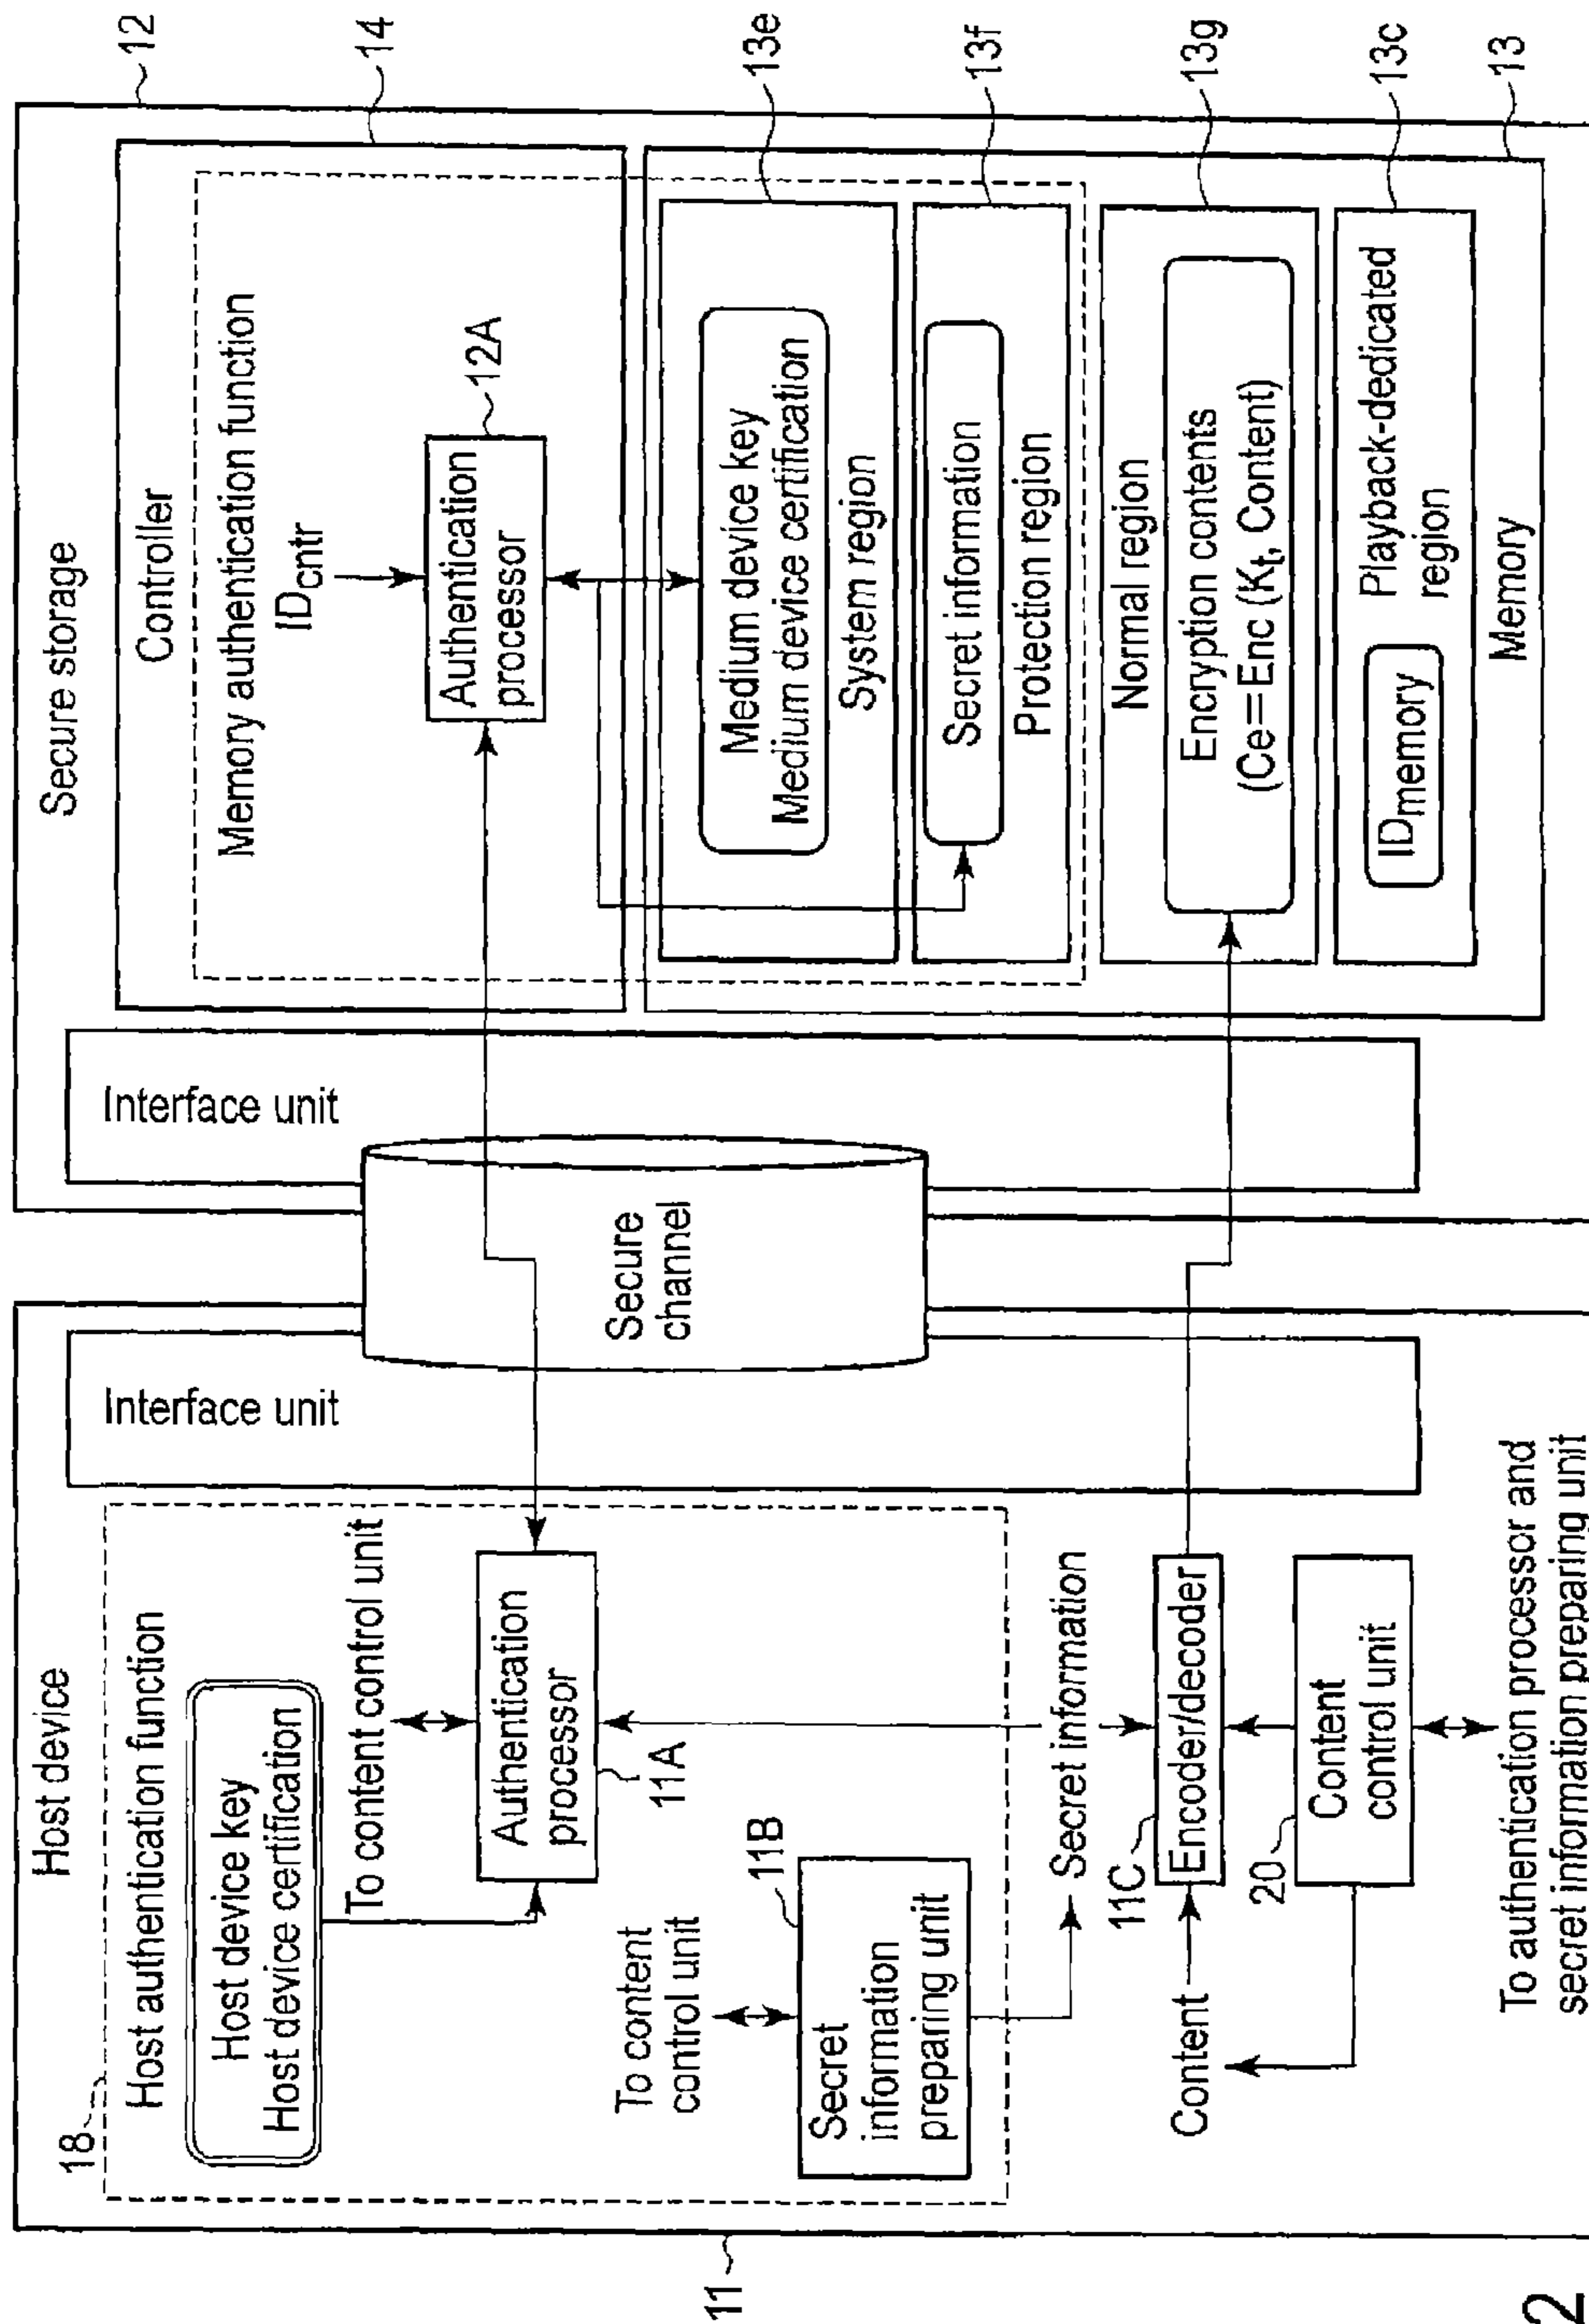 11
Host device
18
Host authentication function
Host device key
Host device certification
To content control unit
Authentication
processor
11A
To content
control unit
11B
Secret
information
preparing unit
Secret information
11C
Encoder/decoder
Content
20
Content
control unit
To authentication processor and
secret information preparing unit
Interface unit
Secure
channel
Interface unit
Secure storage
12
Controller
14
Memory authentication function
IDcntr
Authentication
processor
12A
Medium device key
Medium device certification
System region
13e
Secret information
Protection region
13f
Normal region
Encryption contents
(Ce=Enc (Kt, Content)
13g
IDmemory
Playback-dedicated
region
13c
Memory
13
2